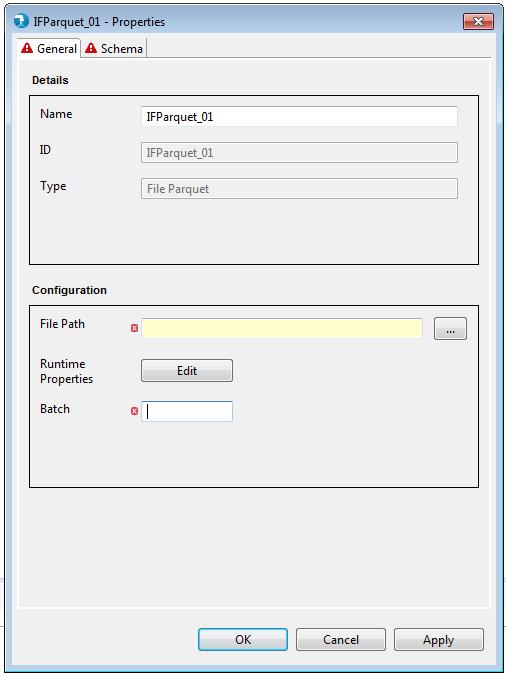 IFParquet_01 - Properties
General
Schema
Details
Name
IFParquet_01
ID
IFParquet_01
Type
File Parquet
Configuration
File Path
...
Runtime
Properties
Edit
Batch
OK
Cancel
Apply